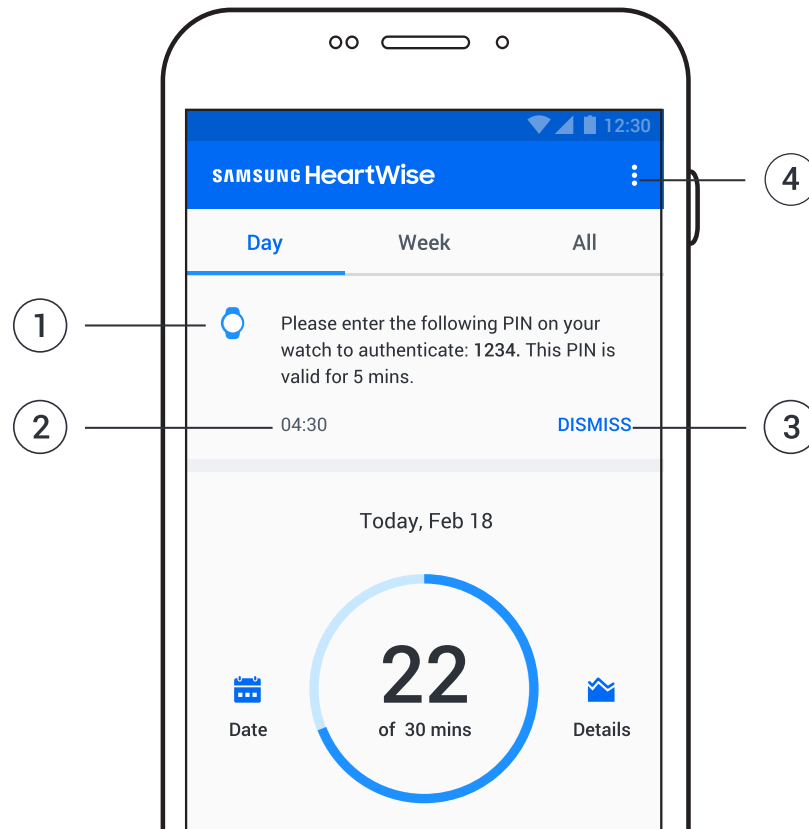 12:30
SAMSUNG HeartWise
4
Day Week All
1
Please enter the following PIN on your
watch to authenticate: 1234. This PIN is
valid for 5 mins.
2
04:30 DISMISS
3
Today, Feb 18
22
of 30 mins
Date
Details